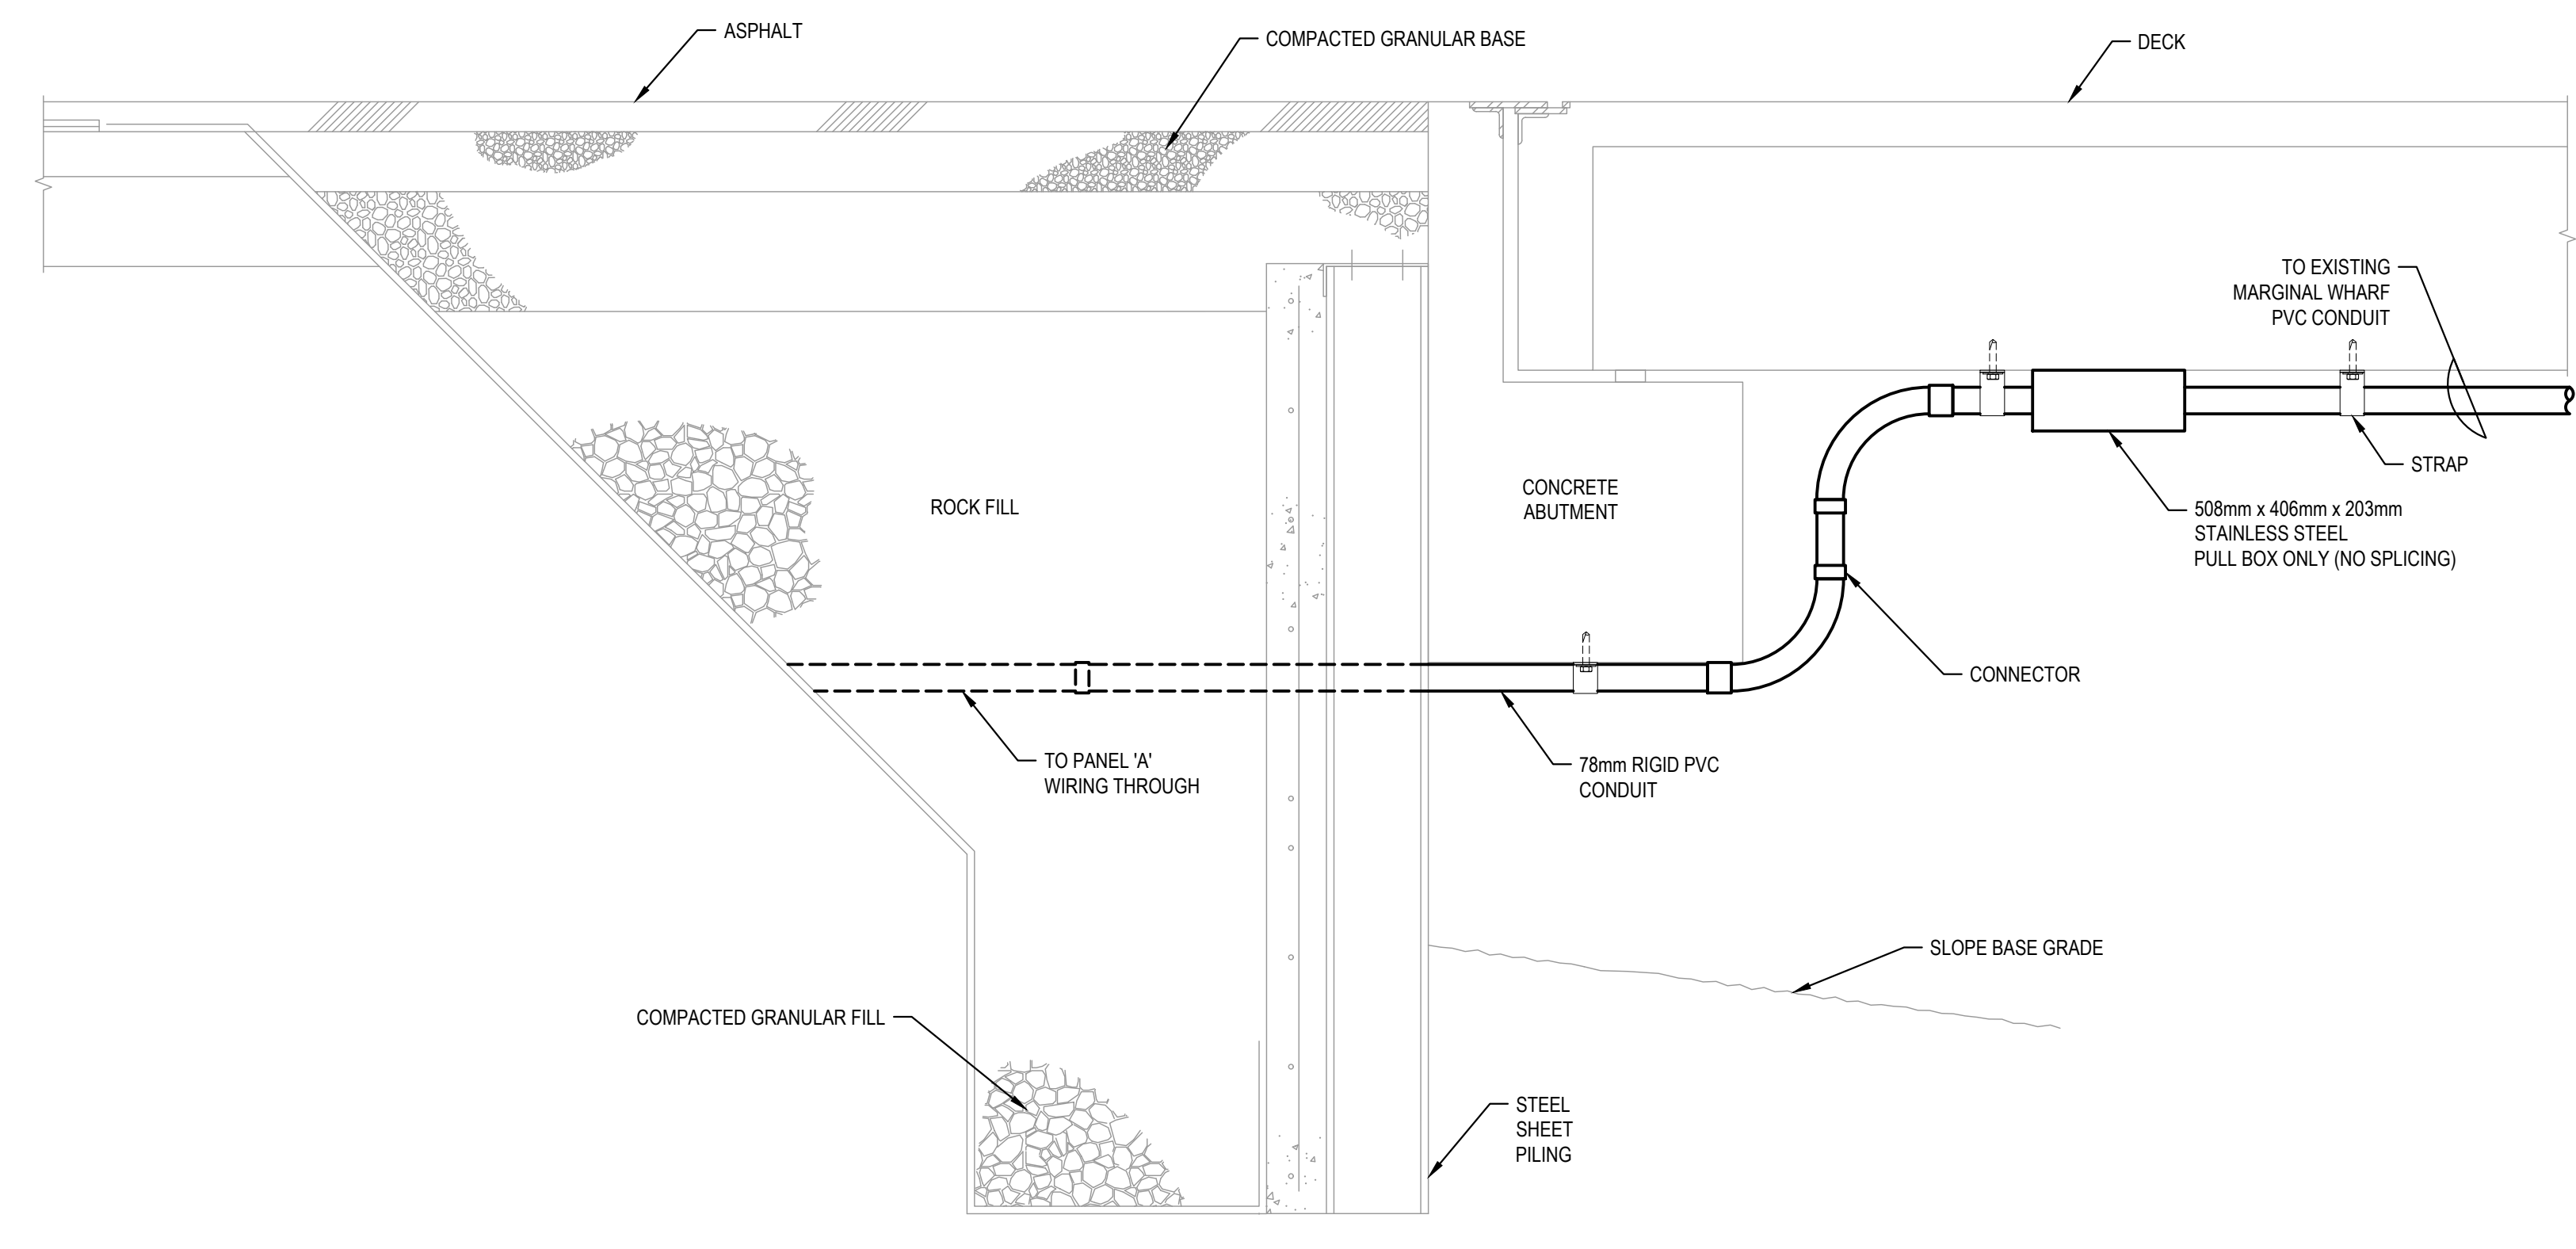 ASPHALT
COMPACTED GRANULAR BASE
DECK
TO EXISTING
MARGINAL WHARF
PVC CONDUIT
STRAP
508mm x 406mm x 203mm
STAINLESS STEEL
PULL BOX ONLY (NO SPLICING)
ROCK FILL
CONCRETE
ABUTMENT
CONNECTOR
TO PANEL 'A'
WIRING THROUGH
78mm RIGID PVC
CONDUIT
SLOPE BASE GRADE
COMPACTED GRANULAR FILL
STEEL
SHEET
PILING